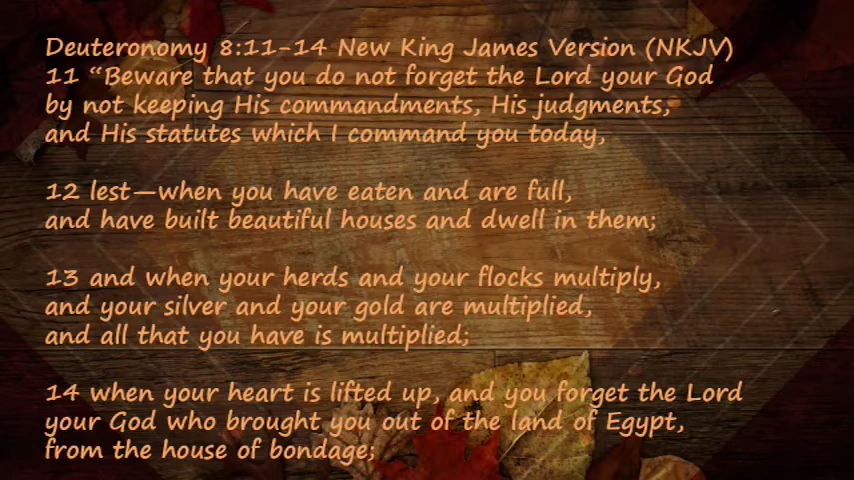 Deuteronomy 8:11-14 New King James Version (NKJV)
11 “Beware that you do not forget the Lord your God
by not keeping His commandments, His judgments,
and His statutes which I command you today,
12 lest—when you have eaten and are full,
and have built beautiful houses and dwell in them;
13 and when your herds and your flocks multiply,
and your silver and your gold are multiplied,
and all that you have is multiplied;
14 when your heart is lifted up, and you forget the Lord
your God who brought you out of the land of Egypt,
from the house of bondage;